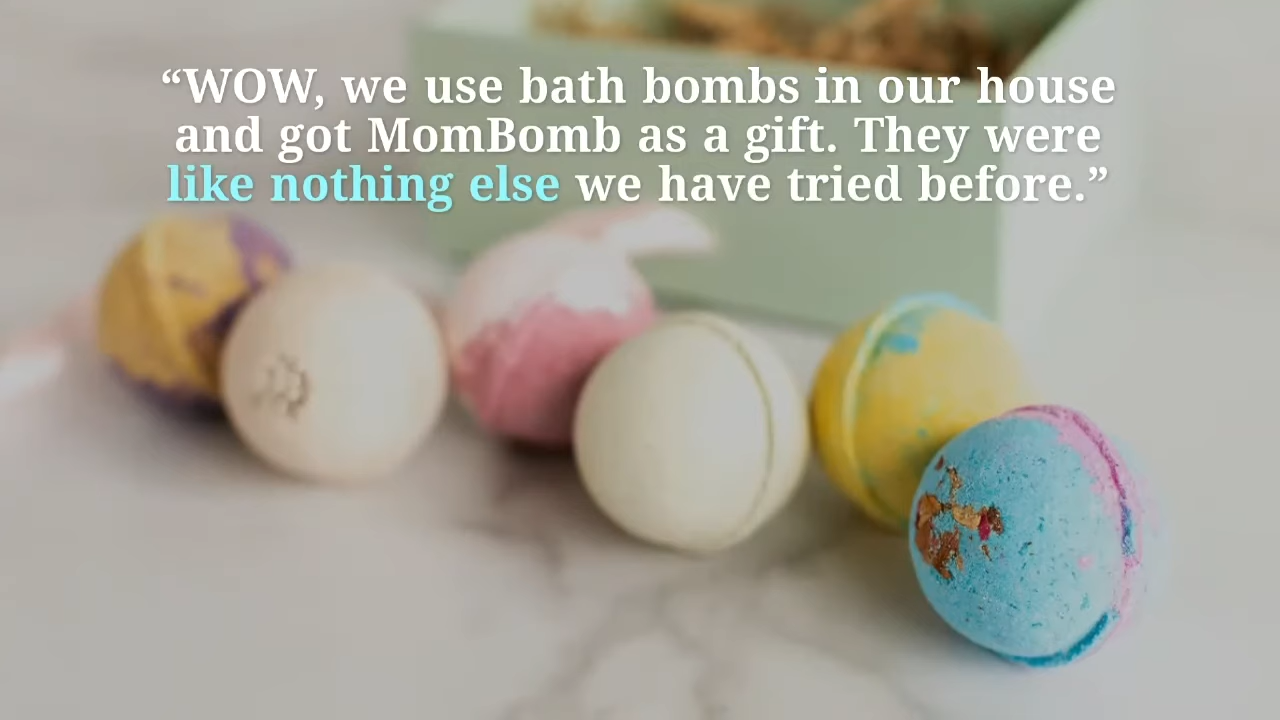 “WOW, we use bath bombs in our house
and got MomBomb as a gift. They were
like nothing else we have tried before.”